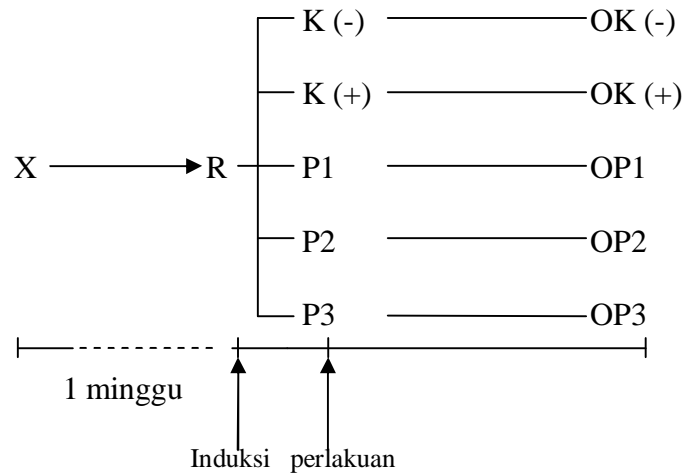 K (-) OK (-)
K (+) OK (+)
X R P1 OP1
P2 OP2
P3 OP3
1 minggu
Induksi perlakuan